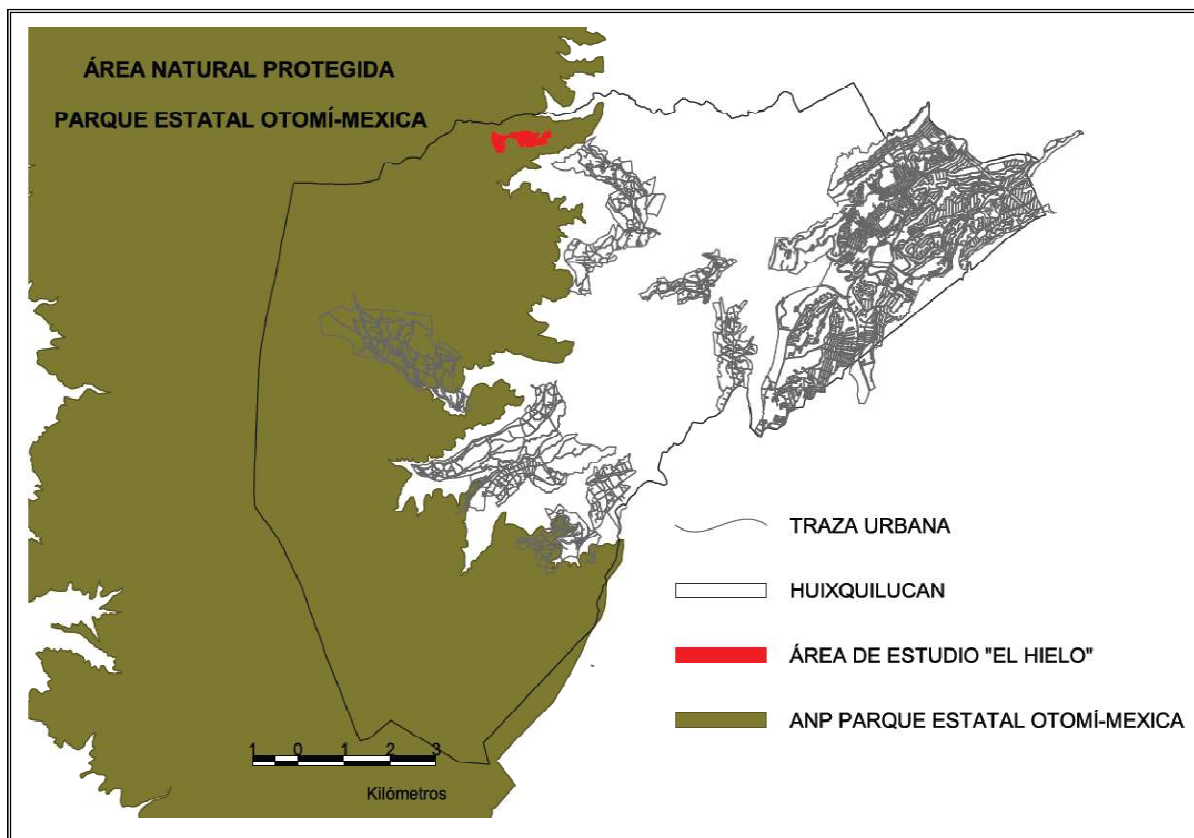 ÁREA NATURAL PROTEGIDA
PARQUE ESTATAL OTOMÍ-MEXICA
TRAZA URBANA
HUIXQUILUCAN
ÁREA DE ESTUDIO "EL HIELO"
ANP PARQUE ESTATAL OTOMÍ-MEXICA
1 0 1 2 3
Kilómetros